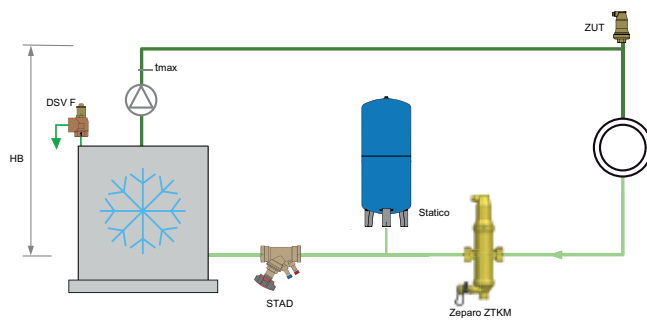 ZUT
tmax
DSV F
HB
Statico
STAD
Zeparo ZTKM